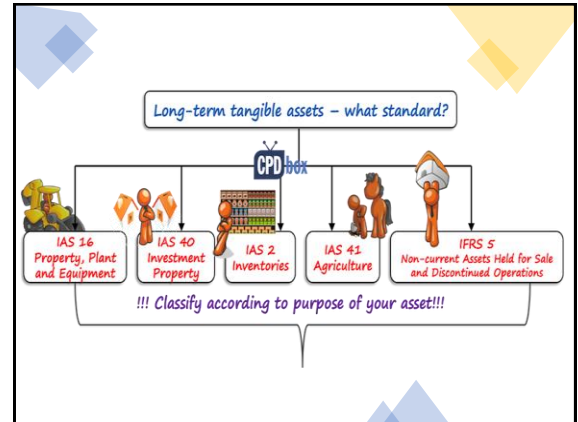 Long-term tangible assets – what standard?
CPDbox
IAS 16
Property, Plant
and Equipment
IAS 40
Investment
Property
IAS 2
Inventories
IAS 41
Agriculture
IFRS 5
Non-current Assets Held for Sale
and Discontinued Operations
!!! Classify according to purpose of your asset!!!